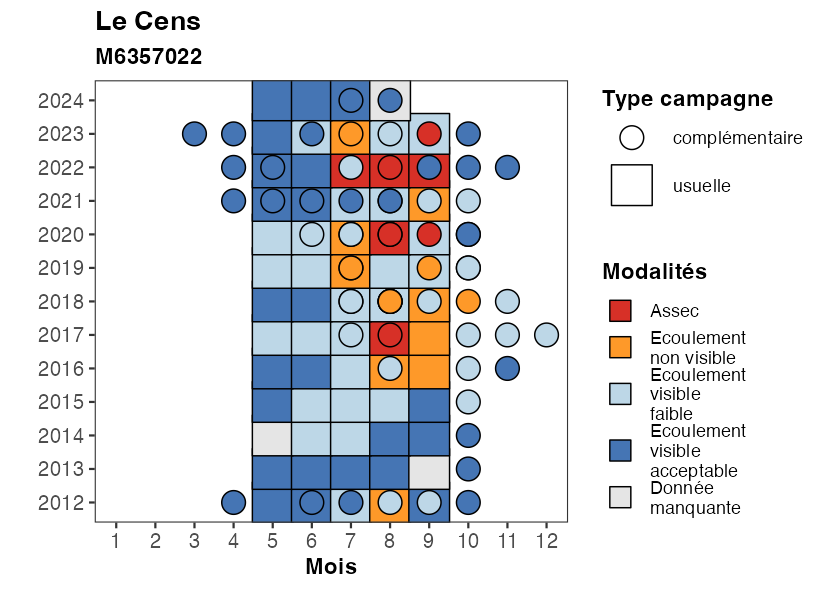 Le Cens
M6357022
2024
2023
2022
2021
2020
2019
2018
2017
2016
2015
2014
2013
2012
1 2 3 4 5 6 7 8 9 10 11 12
Mois
Type campagne
complémentaire
usuelle
Modalités
Assec
Ecoulement
non visible
Ecoulement
visible
faible
Ecoulement
visible
acceptable
Donnée
manquante